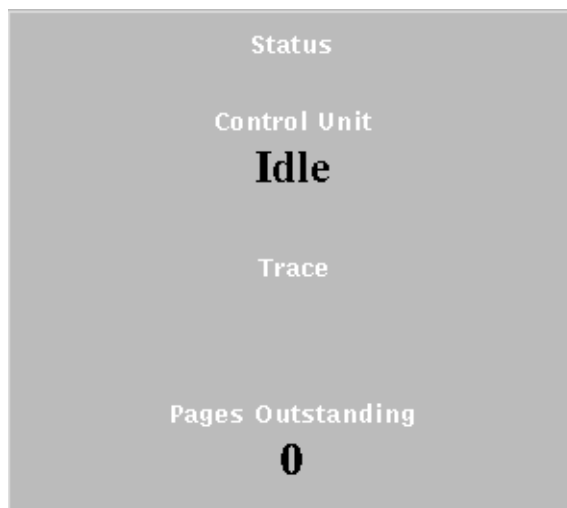 Status
Control Unit
Idle
Trace
Pages Outstanding
0